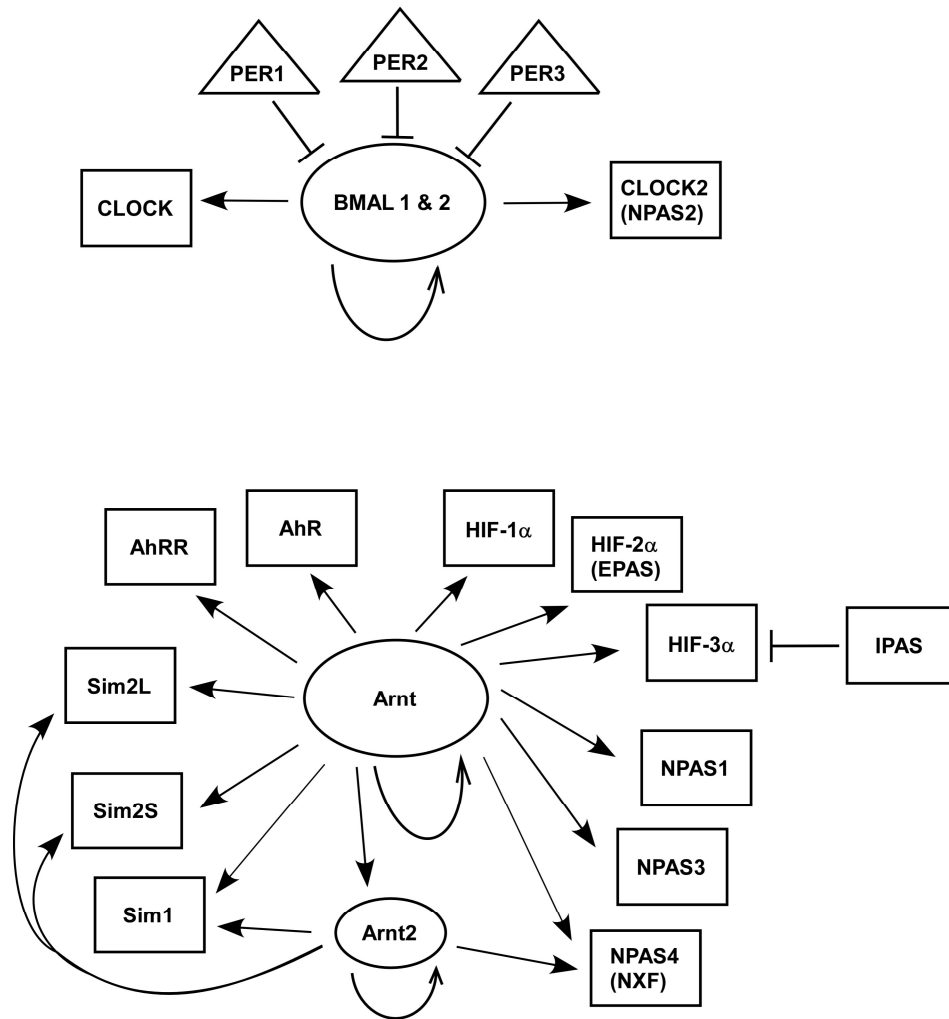 PER1
PER2
PER3
CLOCK
BMAL 1 & 2
CLOCK2
(NPAS2)
AhRR
AhR
HIF-1α
HIF-2α
(EPAS)
HIF-3α
IPAS
Sim2L
Arnt
NPAS1
Sim2S
NPAS3
Sim1
Arnt2
NPAS4
(NXF)